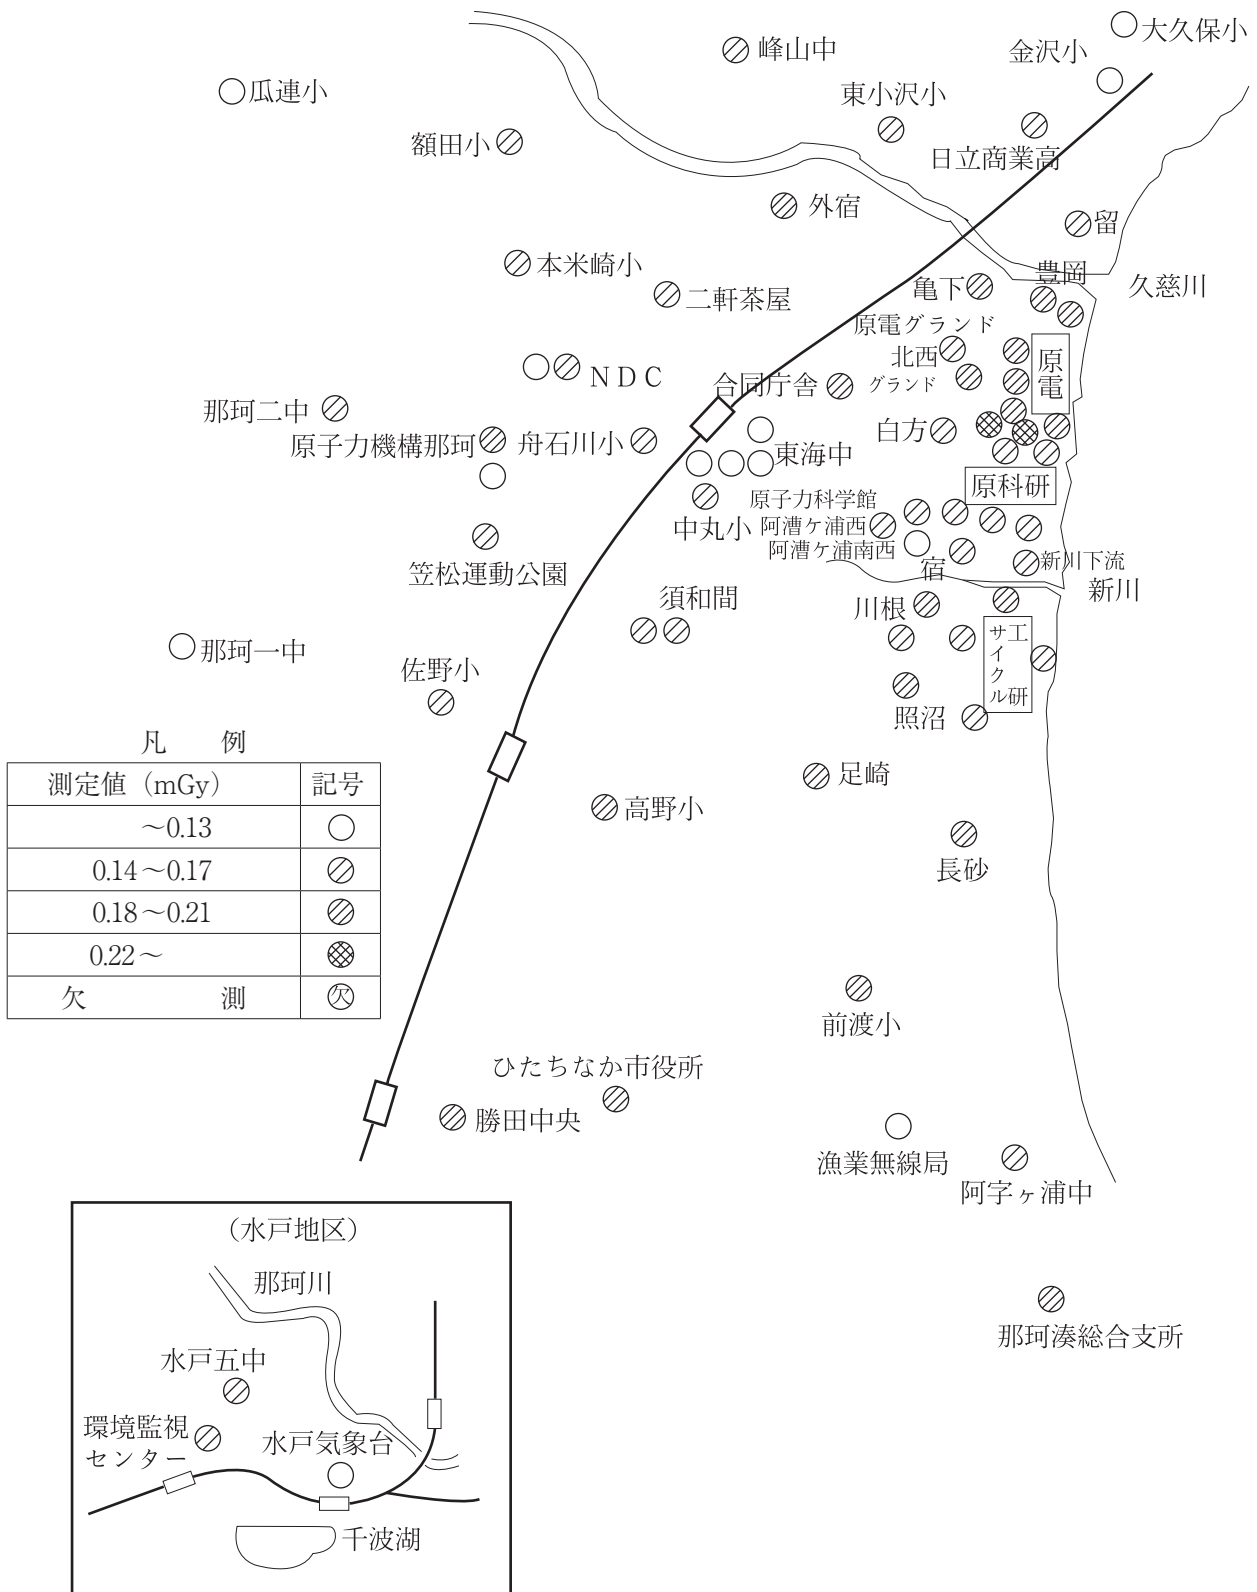 大久保小
峰山中
金沢小
瓜連小
東小沢小
額田小
日立商業高
外宿
留
本米崎小
豊岡
久慈川
亀下
二軒茶屋
原電グランド
北西
グランド
原電
NDC
合同庁舎
那珂二中
原子力機構那珂
舟石川小
白方
東海中
原科研
原子力科学館
中丸小
阿漕ケ浦西
阿漕ケ浦南西
新川下流
宿
笠松運動公園
新川
須和間
川根
サイクル工研
那珂一中
佐野小
照沼
凡 例
測定値(mGy) 記号
～0.13
0.14～0.17
0.18～0.21
0.22～
欠 測 欠
足崎
高野小
長砂
前渡小
ひたちなか市役所
勝田中央
漁業無線局
阿字ヶ浦中
那珂湊総合支所
(水戸地区)
那珂川
水戸五中
環境監視
センター
水戸気象台
千波湖